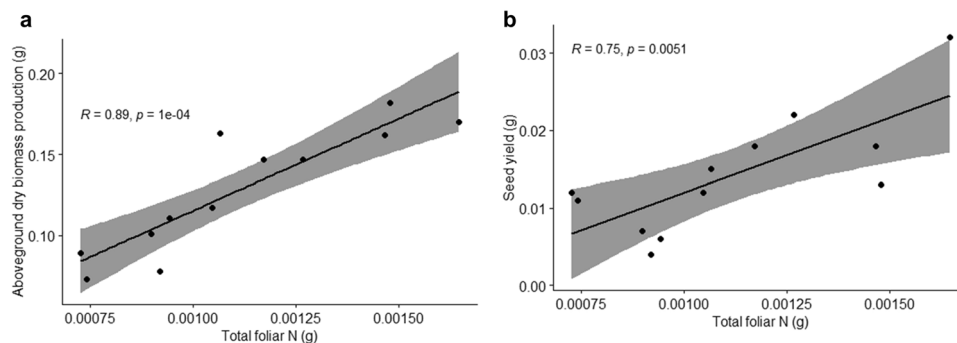 a
Aboveground dry biomass production (g)
0.20
0.15
0.10
R = 0.89, p = 1e-04
0.00075
0.00100
0.00125
0.00150
Total foliar N (g)
b
Seed yield (g)
0.03
0.02
0.01
0.00
R = 0.75, p = 0.0051
0.00075
0.00100
0.00125
0.00150
Total foliar N (g)